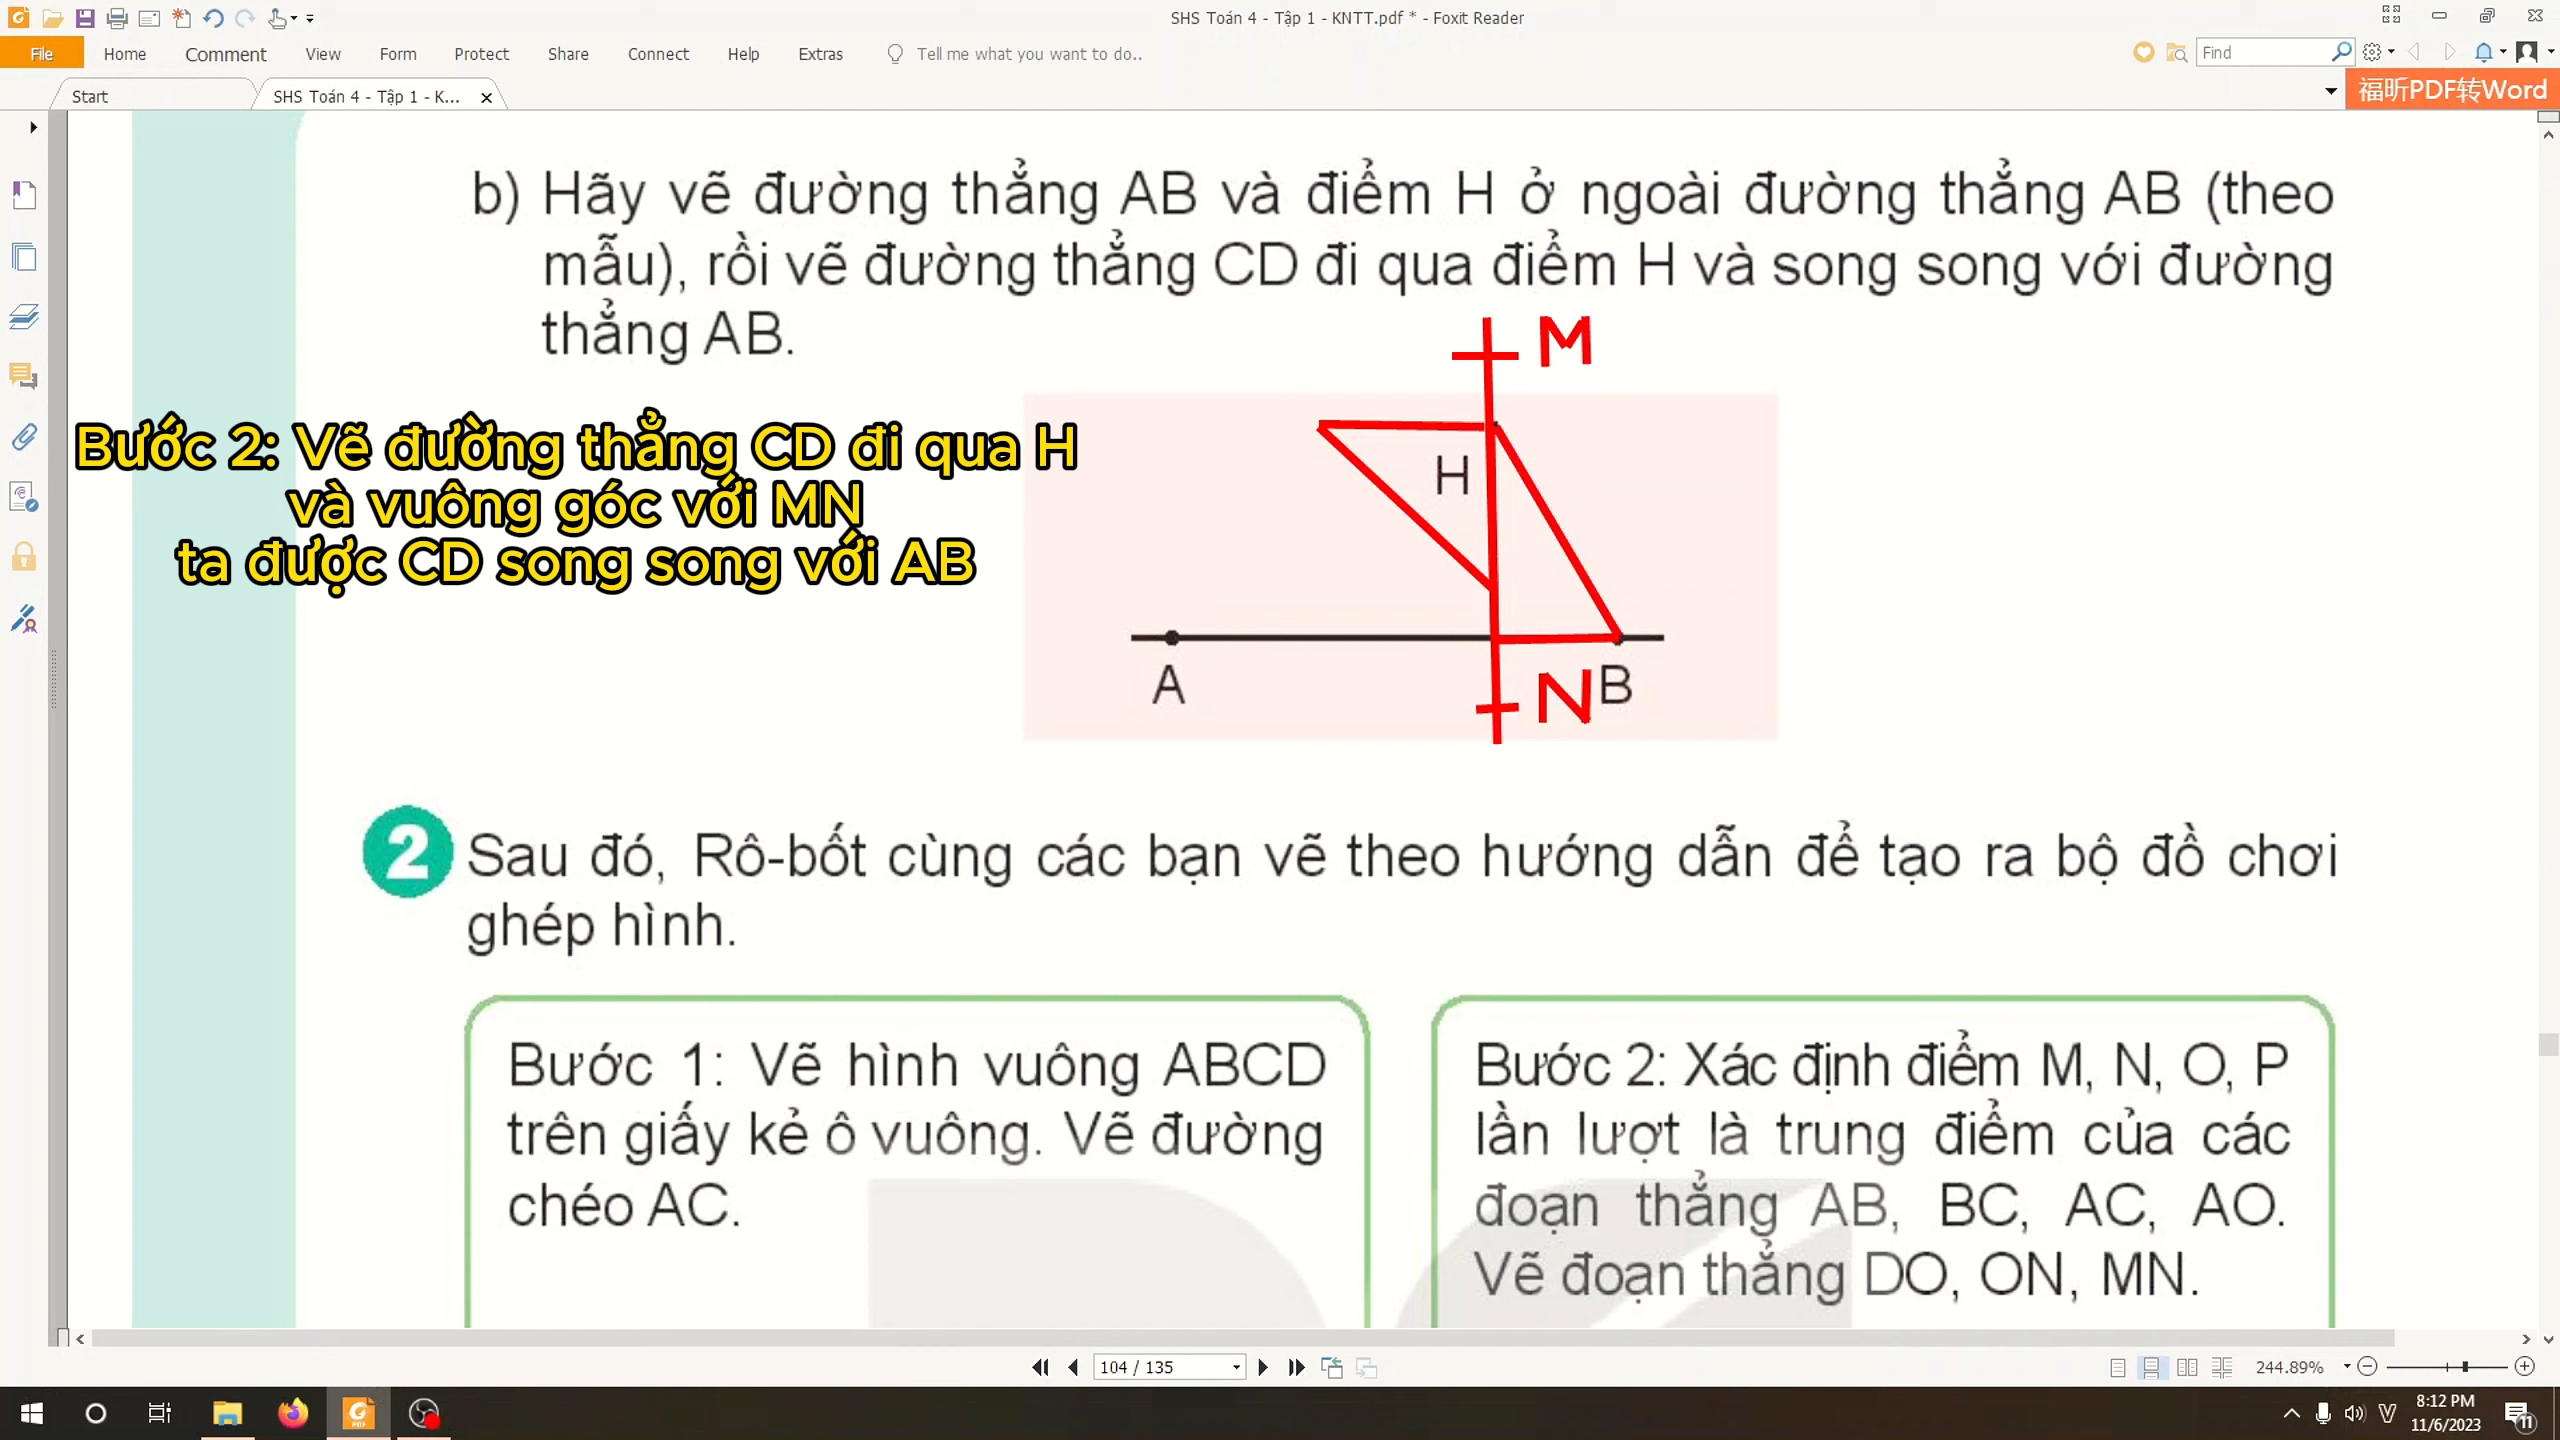 SHS Toán 4 - Tập 1 - KNTT.pdf * - Foxit Reader
File Home Comment View Form Protect Share Connect Help Extras Tell me what you want to do.. Find
Start SHS Toán 4 - Tập 1 - K...
福昕PDF转Word
b) Hãy vẽ đường thẳng AB và điểm H ở ngoài đường thẳng AB (theo
mẫu), rồi vẽ đường thẳng CD đi qua điểm H và song song với đường
thẳng AB.
M
Bước 2: Vẽ đường thẳng CD đi qua H
và vuông góc với MN
ta được CD song song với AB
H
A
N
B
2 Sau đó, Rô-bốt cùng các bạn vẽ theo hướng dẫn để tạo ra bộ đồ chơi
ghép hình.
Bước 1: Vẽ hình vuông ABCD
trên giấy kẻ ô vuông. Vẽ đường
chéo AC.
Bước 2: Xác định điểm M, N, O, P
lần lượt là trung điểm của các
đoạn thẳng AB, BC, AC, AO.
Vẽ đoạn thẳng DO, ON, MN.
104 / 135
244.89%
8:12 PM
11/6/2023
11